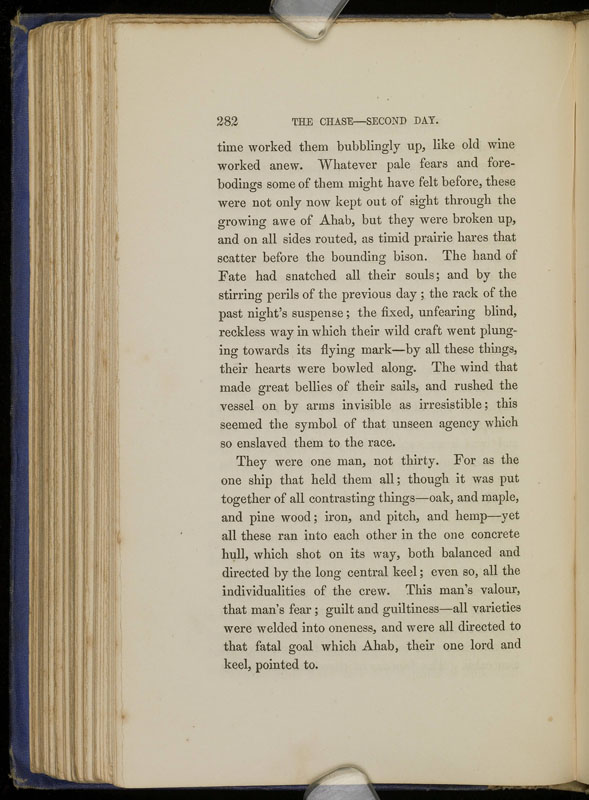 282 THE CHASE—SECOND DAY.
time worked them bubblingly up, like old wine
worked anew. Whatever pale fears and fore-
bodings some of them might have felt before, these
were not only now kept out of sight through the
growing awe of Ahab, but they were broken up,
and on all sides routed, as timid prairie hares that
scatter before the bounding bison. The hand of
Fate had snatched all their souls; and by the
stirring perils of the previous day; the rack of the
past night's suspense; the fixed, unfearing, blind,
reckless way in which their wild craft went plung-
ing towards its flying mark—by all these things,
their hearts were bowled along. The wind that
made great bellies of their sails, and rushed the
vessel on by arms invisible as irresistible; this
seemed the symbol of that unseen agency which
so enslaved them to the race.
They were one man, not thirty. For as the
one ship that held them all; though it was put
together of all contrasting things—oak, and maple,
and pine wood; iron, and pitch, and hemp—yet
all these ran into each other in the one concrete
hull, which shot on its way, both balanced and
directed by the long central keel; even so, all the
individualities of the crew. This man's valour,
that man's fear; guilt and guiltiness—all varieties
were welded into oneness, and were all directed to
that fatal goal which Ahab, their one lord and
keel, pointed to.